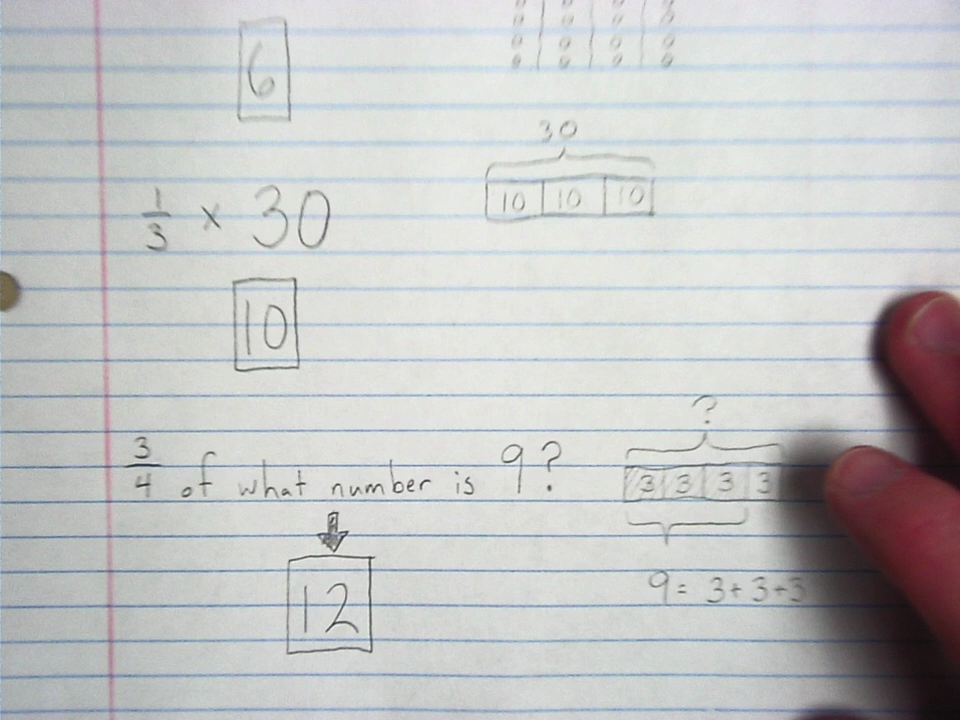 6
30
10 10 10
1/3 x 30
10
?
3/4 of what number is 9?
3 3 3 3
12
9 = 3+3+3